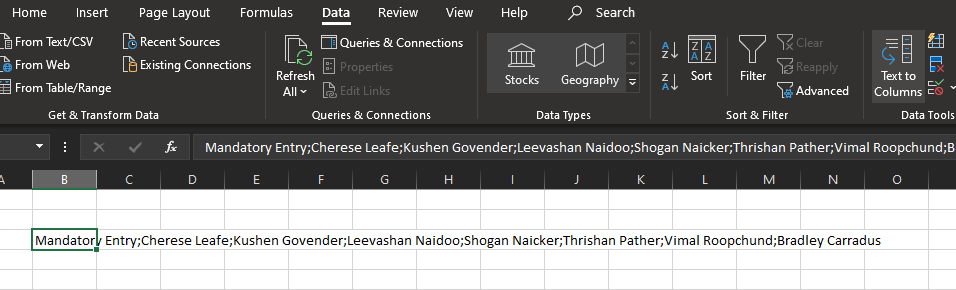 Home Insert Page Layout Formulas Data Review View Help Search
From Text/CSV
From Web
From Table/Range
Recent Sources
Existing Connections
Get & Transform Data
Refresh
All
Queries & Connections
Properties
Edit Links
Queries & Connections
Stocks
Geography
Data Types
A
Z
Z
A
Z A
A Z
Sort
Filter
Clear
Reapply
Advanced
Sort & Filter
Text to
Columns
Data Tools
fx
Mandatory Entry;Cherese Leafe;Kushen Govender;Leevashan Naidoo;Shogan Naicker;Thrishan Pather;Vimal Roopchund;B
A B C D E F G H I J K L M N O
Mandatory Entry;Cherese Leafe;Kushen Govender;Leevashan Naidoo;Shogan Naicker;Thrishan Pather;Vimal Roopchund;Bradley Carradus